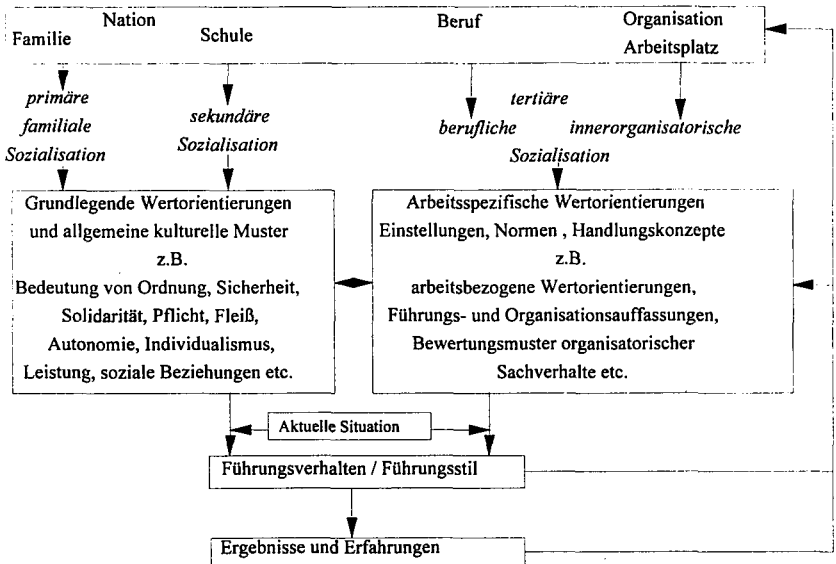 Nation
Familie
Schule
Beruf
Organisation
Arbeitsplatz
primäre
familiale
Sozialisation
sekundäre
Sozialisation
tertiäre
berufliche innerorganisatorische
Sozialisation
Grundlegende Wertorientierungen
und allgemeine kulturelle Muster
z.B.
Bedeutung von Ordnung, Sicherheit,
Solidarität, Pflicht, Fleiß,
Autonomie, Individualismus,
Leistung, soziale Beziehungen etc.
Arbeitsspezifische Wertorientierungen
Einstellungen, Normen , Handlungskonzepte
z.B.
arbeitsbezogene Wertorientierungen,
Führungs- und Organisationsauffassungen,
Bewertungsmuster organisatorischer
Sachverhalte etc.
Aktuelle Situation
Führungsverhalten / Führungsstil
Ergebnisse und Erfahrungen